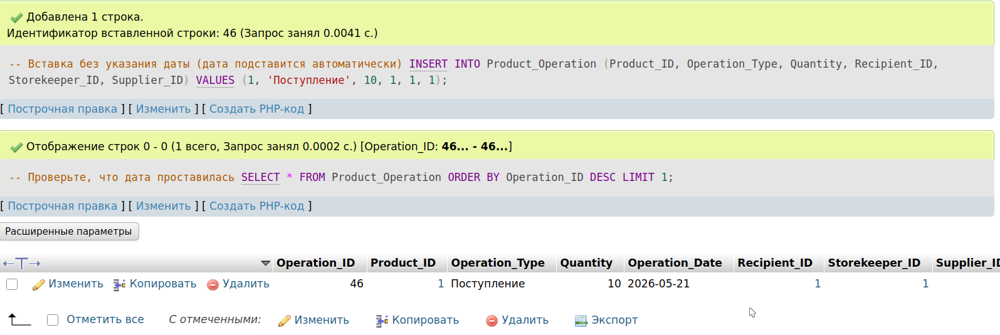 Добавлена 1 строка.
Идентификатор вставленной строки: 46 (Запрос занял 0.0041 с.)
-- Вставка без указания даты (дата подставится автоматически) INSERT INTO Product_Operation (Product_ID, Operation_Type, Quantity, Recipient_ID,
Storekeeper_ID, Supplier_ID) VALUES (1, 'Поступление', 10, 1, 1, 1);
[ Построчная правка ] [ Изменить ] [ Создать PHP-код ]
Отображение строк 0 - 0 (1 всего, Запрос занял 0.0002 с.) [Operation_ID: 46... - 46...]
-- Проверьте, что дата проставилась SELECT * FROM Product_Operation ORDER BY Operation_ID DESC LIMIT 1;
[ Построчная правка ] [ Изменить ] [ Создать PHP-код ]
Расширенные параметры
←T→ Operation_ID Product_ID Operation_Type Quantity Operation_Date Recipient_ID Storekeeper_ID Supplier_ID
Изменить Копировать Удалить 46 1 Поступление 10 2026-05-21 1 1
Отметить все С отмеченными: Изменить Копировать Удалить Экспорт